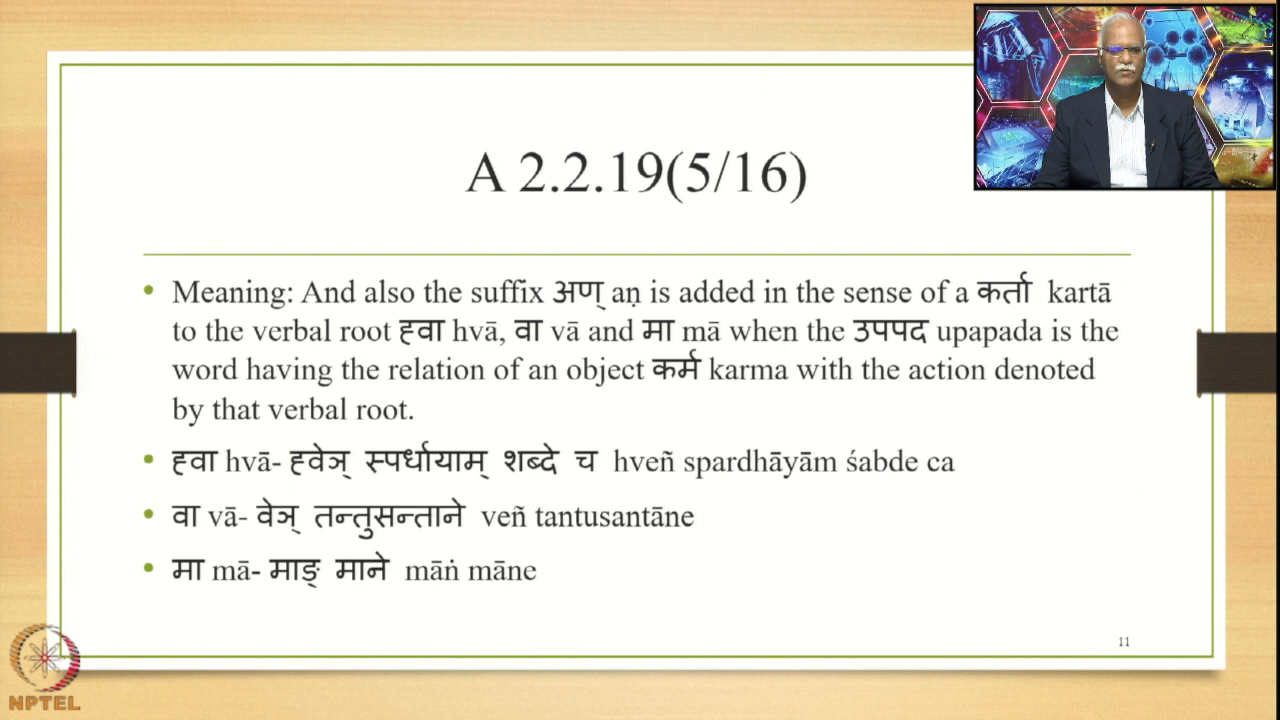 A 2.2.19(5/16)
• Meaning: And also the suffix अण् aṇ is added in the sense of a कर्ता kartā
to the verbal root ह्वा hvā, वा vā and मा mā when the उपपद upapada is the
word having the relation of an object कर्म karma with the action denoted
by that verbal root.
• ह्वा hvā- ह्वेञ् स्पर्धायाम् शब्दे च hveñ spardhāyām śabde ca
• वा vā- वेञ् तन्तुसन्ताने veñ tantusantāne
• मा mā- माङ् माने māṅ māne
11
NPTEL